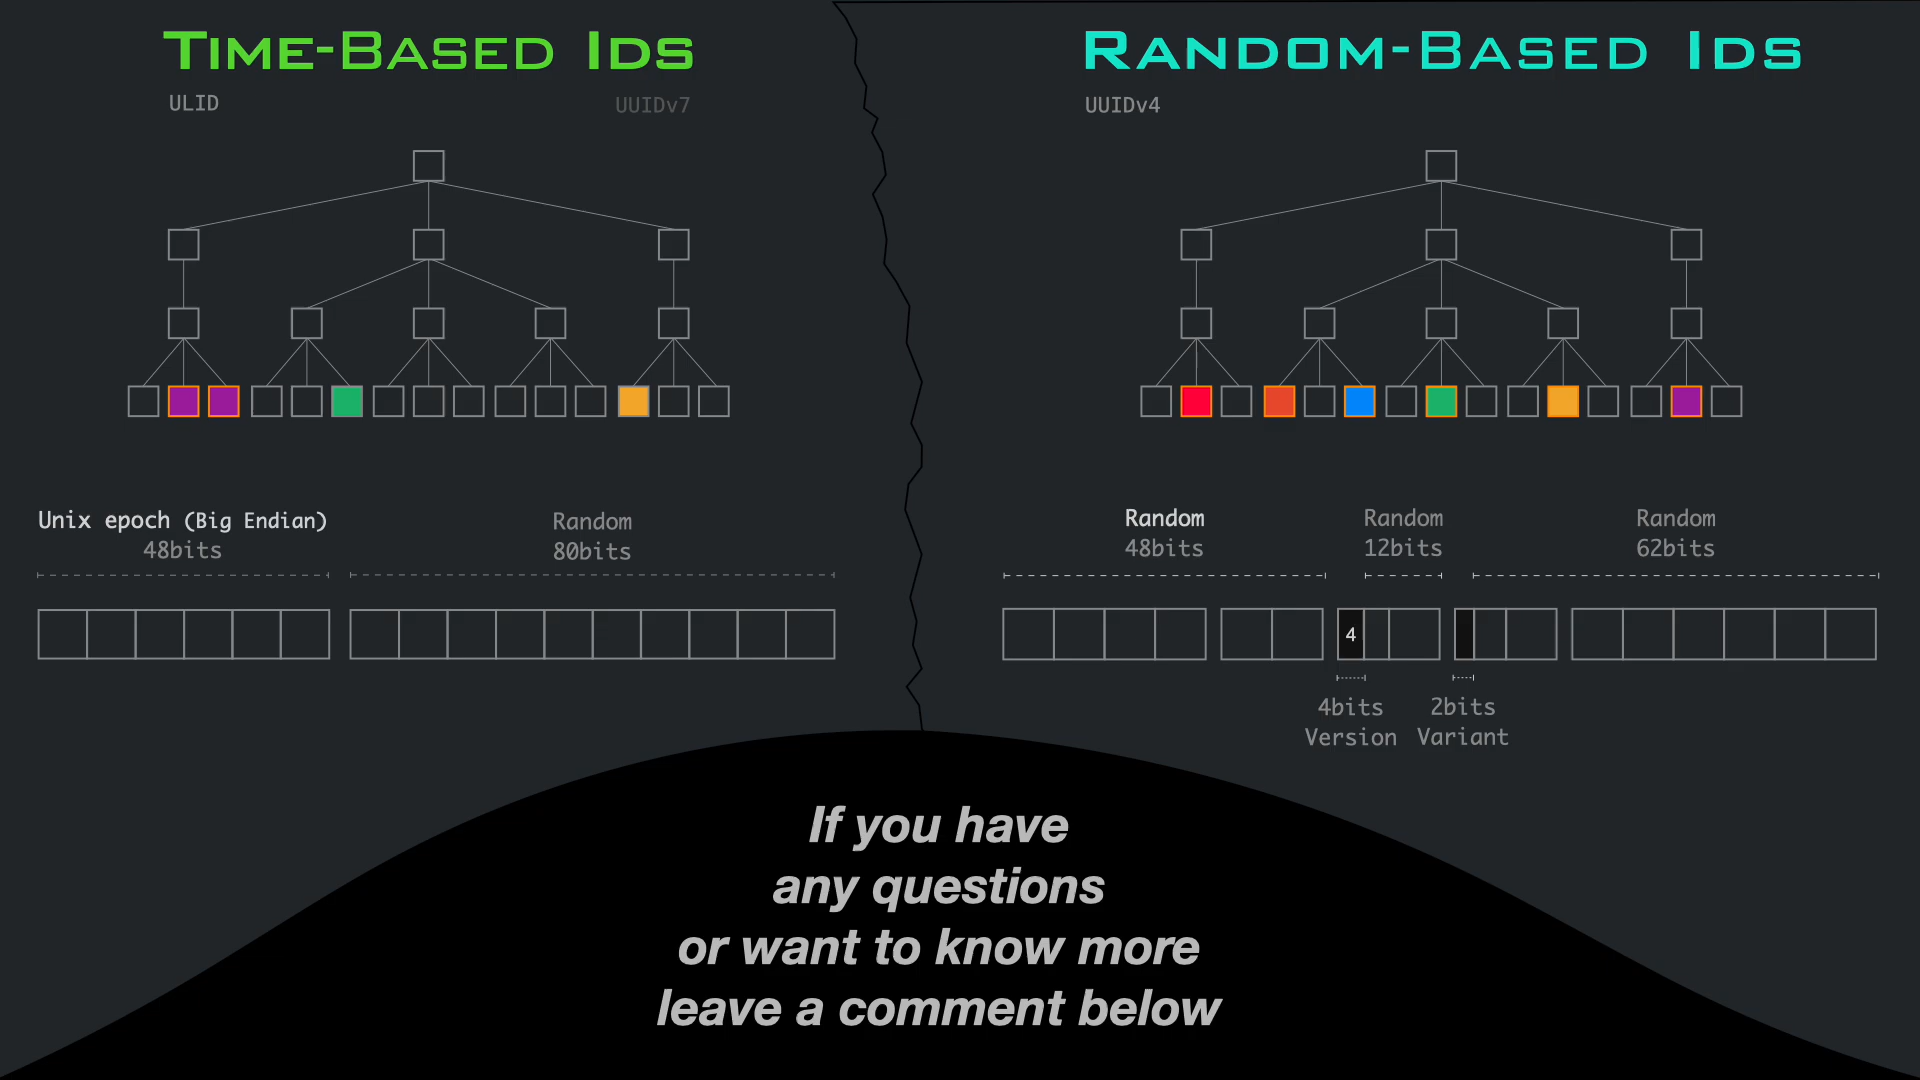 TIME-BASED IDS
ULID
UUIDv7
Unix epoch (Big Endian)
48bits
Random
80bits
RANDOM-BASED IDS
UUIDv4
Random
48bits
Random
12bits
Random
62bits
4
4bits
Version
2bits
Variant
If you have
any questions
or want to know more
leave a comment below